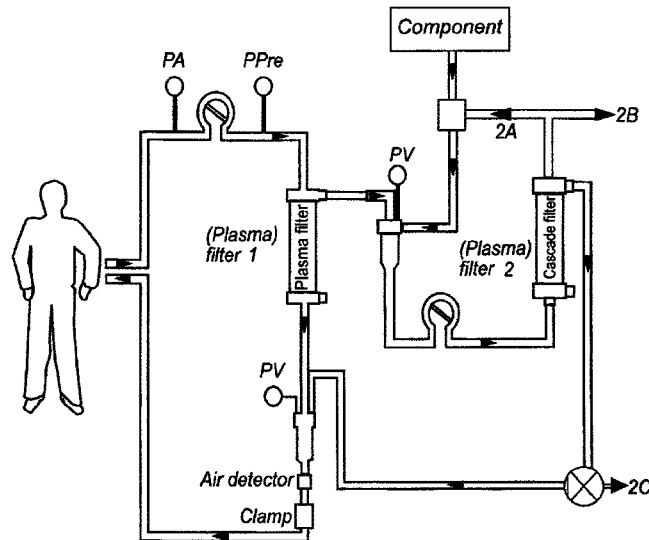 Component
PA
PPre
2A
2B
PV
(Plasma)
filter 1
Plasma filter
(Plasma)
filter 2
Cascade filter
PV
Air detector
Clamp
2C